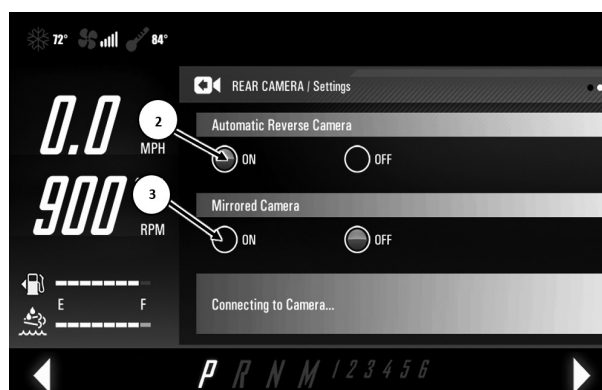 72° 84°
REAR CAMERA / Settings
0.0 MPH
2
Automatic Reverse Camera
ON OFF
900 RPM
3
Mirrored Camera
ON OFF
E F
Connecting to Camera...
P R N M 1 2 3 4 5 6